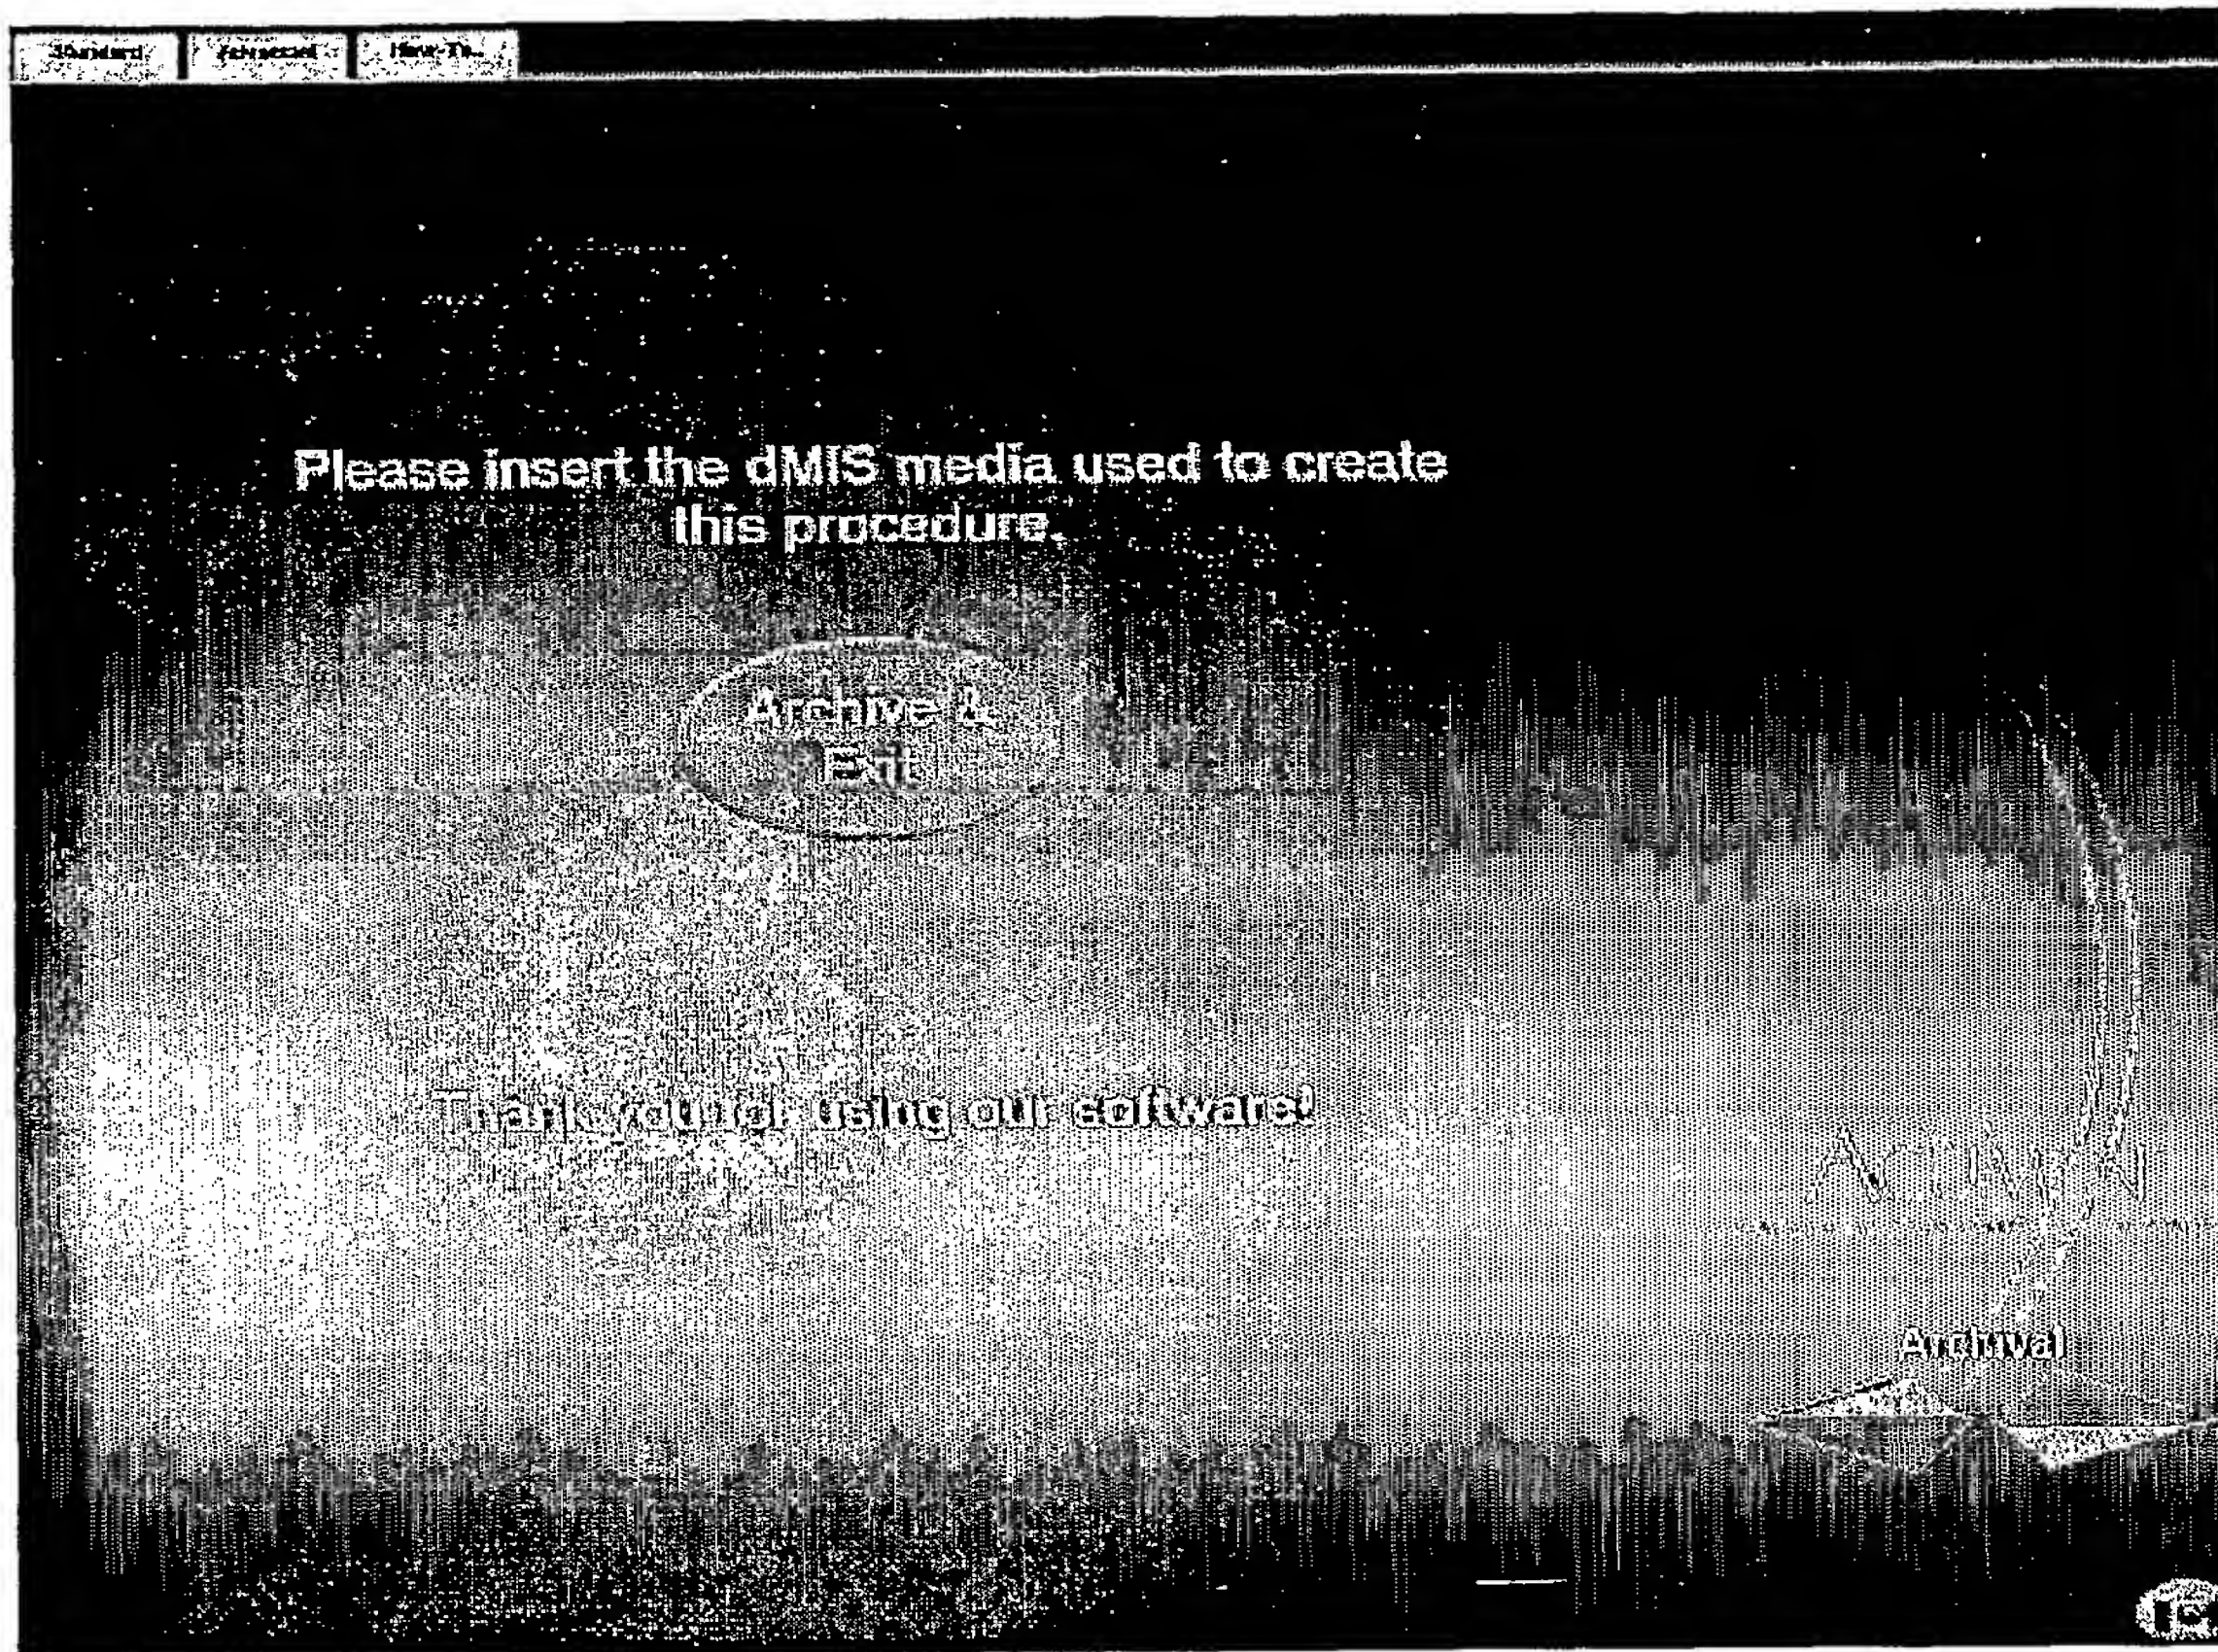 Standard Advanced How-To...
Please insert the dMIS media used to create
this procedure.
Archive &
Exit
Thank you for using our software!
Archival